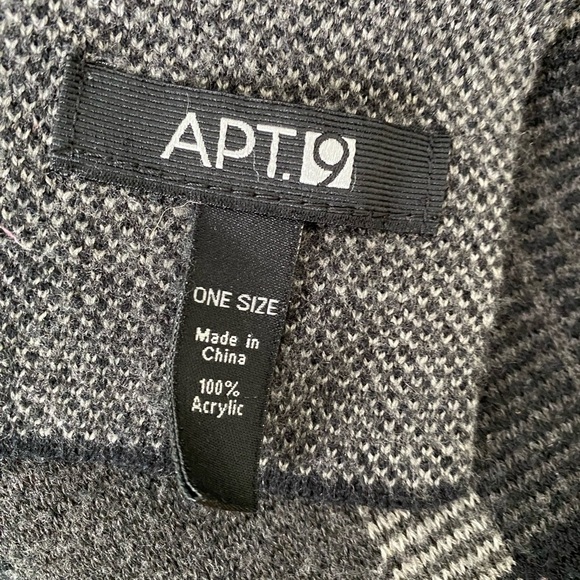 APT.9
ONE SIZE
Made in
China
100%
Acrylic